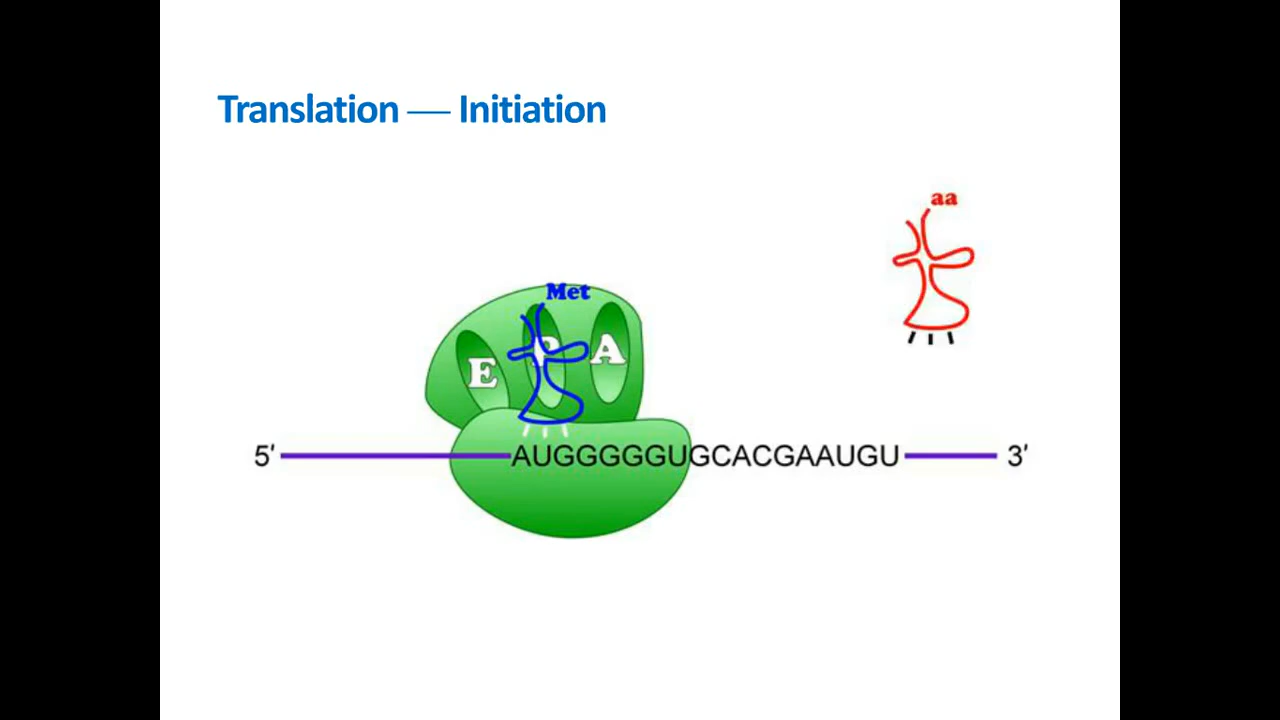 Translation — Initiation
aa
Met
E P A
5′ AUGGGGGUGCACGAAUGU 3′